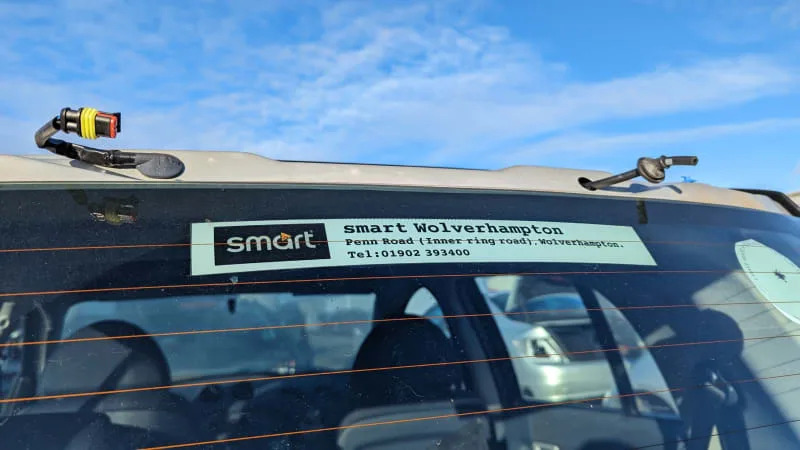 smart
smart Wolverhampton
Penn Road (Inner ring road), Wolverhampton.
Tel:01902 393400